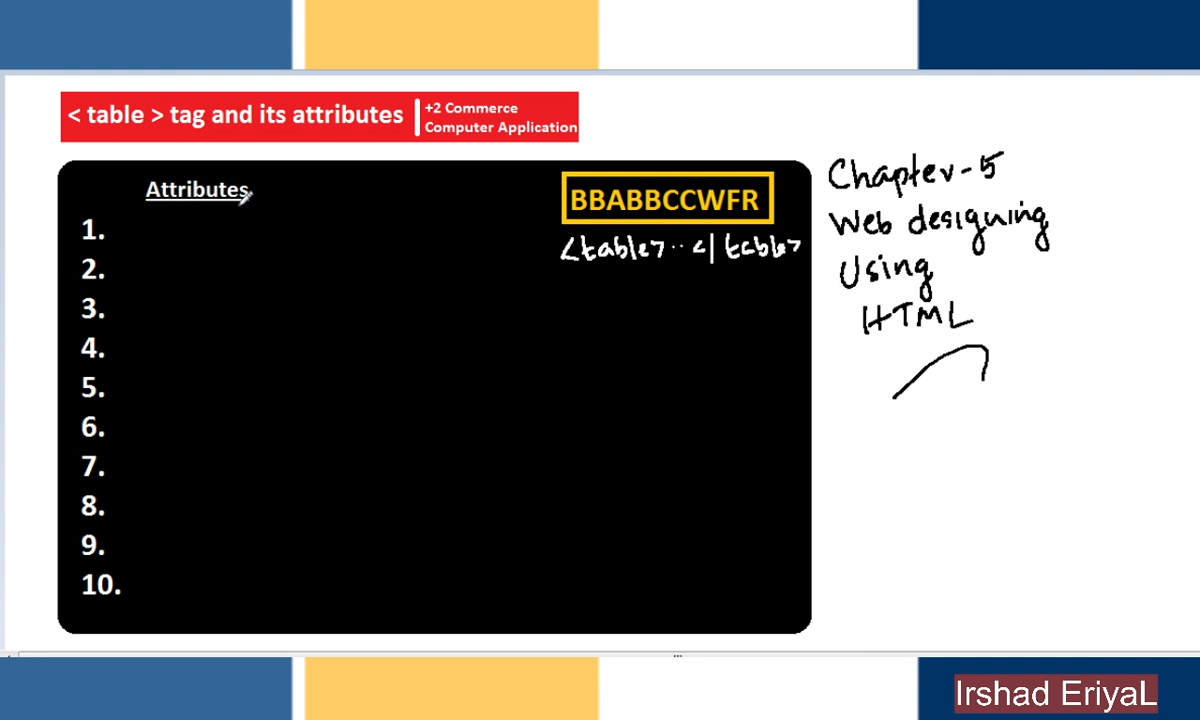 < table > tag and its attributes
+2 Commerce
Computer Application
Attributes
BBABBCCWFR
<table> .. </table>
1.
2.
3.
4.
5.
6.
7.
8.
9.
10.
Chapter-5
Web designing
Using
HTML
Irshad EriyaL